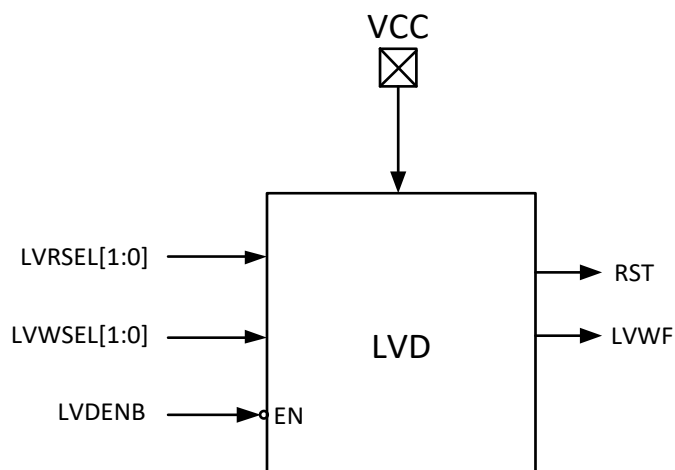 VCC
LVRSEL[1:0]
RST
LVWSEL[1:0]
LVD
LVWF
LVDENB
EN